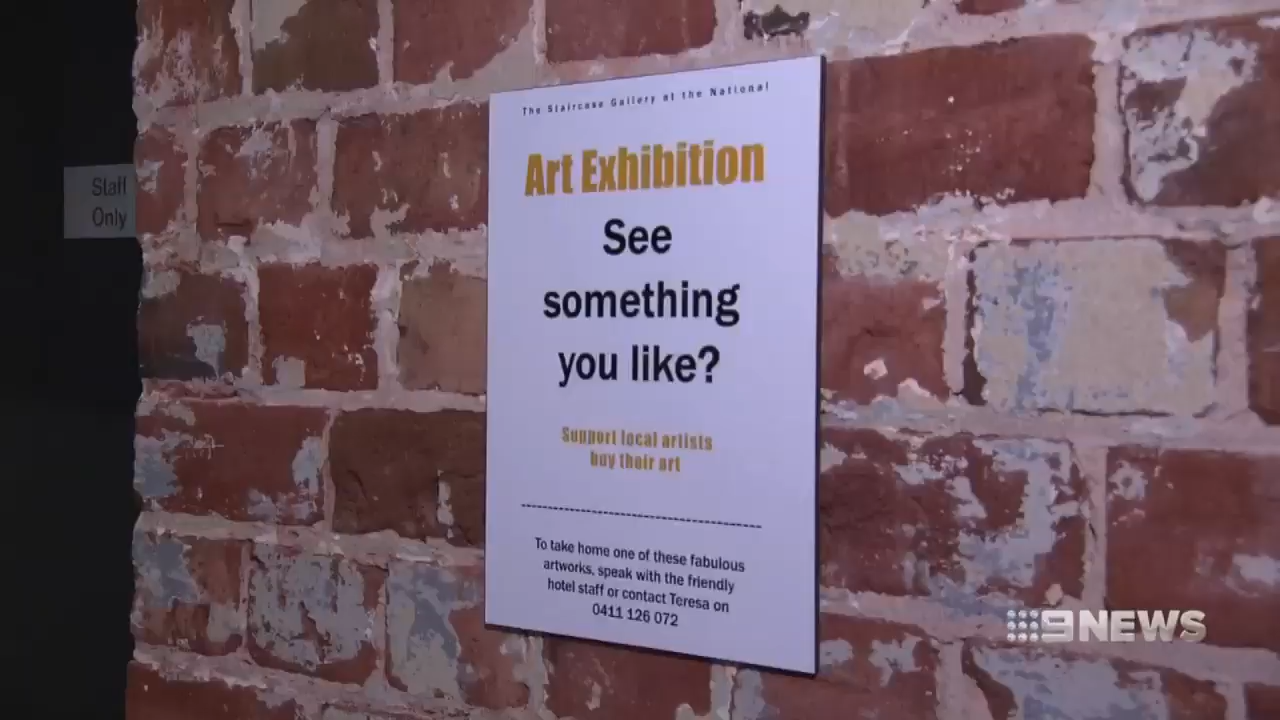 Staff
Only
The Staircase Gallery at the National
Art Exhibition
See
something
you like?
Support local artists
buy their art
To take home one of these fabulous
artworks, speak with the friendly
hotel staff or contact Teresa on
0411 126 072
9NEWS